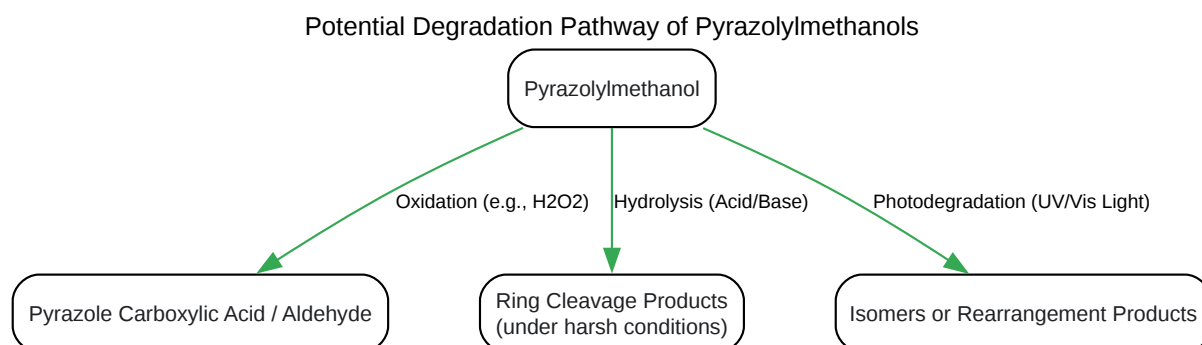 Potential Degradation Pathway of Pyrazolylmethanols
Pyrazolylmethanol
Oxidation (e.g., H2O2)
Hydrolysis (Acid/Base)
Photodegradation (UV/Vis Light)
Pyrazole Carboxylic Acid / Aldehyde
Ring Cleavage Products
(under harsh conditions)
Isomers or Rearrangement Products